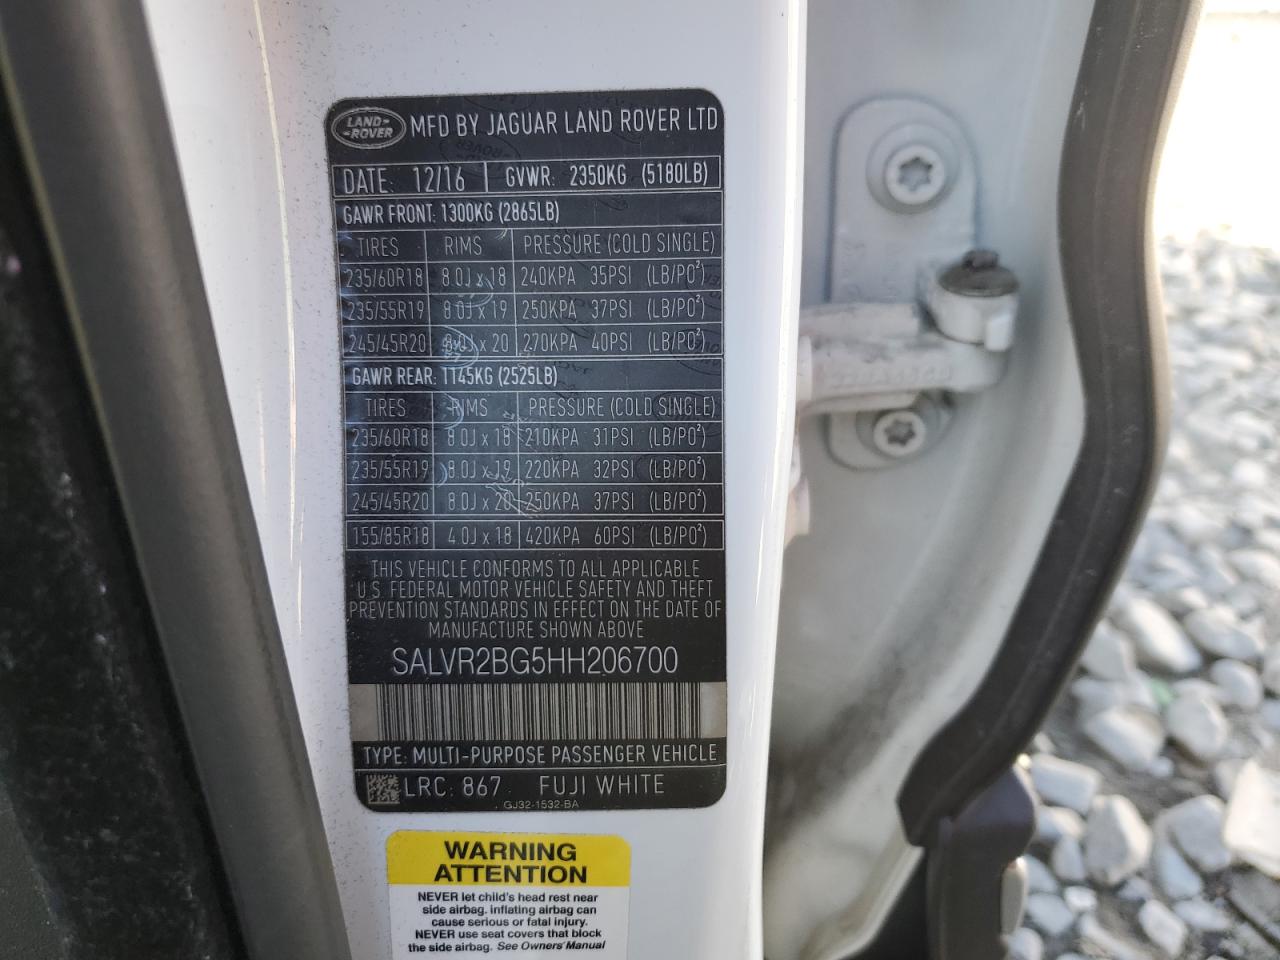 LAND-
-ROVER
MFD BY JAGUAR LAND ROVER LTD
DATE: 12/16 GVWR: 2350KG (5180LB)
GAWR FRONT: 1300KG (2865LB)
TIRES RIMS PRESSURE (COLD SINGLE)
235/60R18 8.0J x 18 240KPA 35PSI (LB/PO²)
235/55R19 8.0J x 19 250KPA 37PSI (LB/PO²)
245/45R20 8.0J x 20 270KPA 40PSI (LB/PO²)
GAWR REAR: 1145KG (2525LB)
TIRES RIMS PRESSURE (COLD SINGLE)
235/60R18 8.0J x 18 210KPA 31PSI (LB/PO²)
235/55R19 8.0J x 19 220KPA 32PSI (LB/PO²)
245/45R20 8.0J x 20 250KPA 37PSI (LB/PO²)
155/85R18 4.0J x 18 420KPA 60PSI (LB/PO²)
THIS VEHICLE CONFORMS TO ALL APPLICABLE
U.S. FEDERAL MOTOR VEHICLE SAFETY AND THEFT
PREVENTION STANDARDS IN EFFECT ON THE DATE OF
MANUFACTURE SHOWN ABOVE
SALVR2BG5HH206700
TYPE: MULTI-PURPOSE PASSENGER VEHICLE
LRC: 867 FUJI WHITE
GJ32-1532-BA
WARNING
ATTENTION
NEVER let child's head rest near
side airbag. inflating airbag can
cause serious or fatal injury.
NEVER use seat covers that block
the side airbag. See Owners' Manual